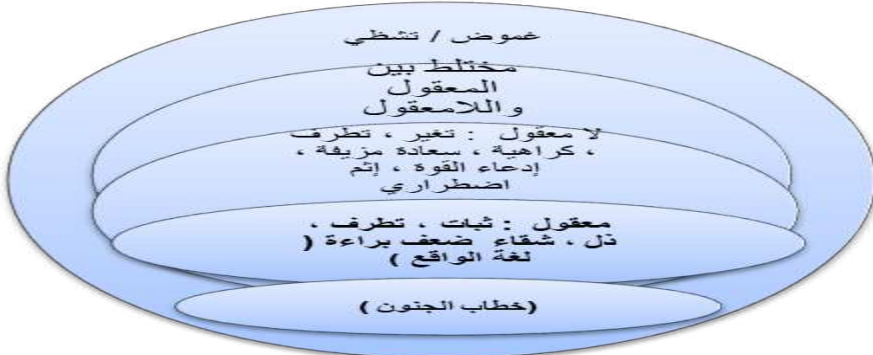 غموض / تشظي
مختلط بين
المعقول
واللامعقول
لا معقول : تغير ، تطرف
، كراهية ، سعادة مزيفة ،
إدعاء القوة ، إثم
اضطراري
معقول : ثبات ، تطرف ،
ذل ، شقاء ضعف براءة (
لغة الواقع )
(خطاب الجنون )